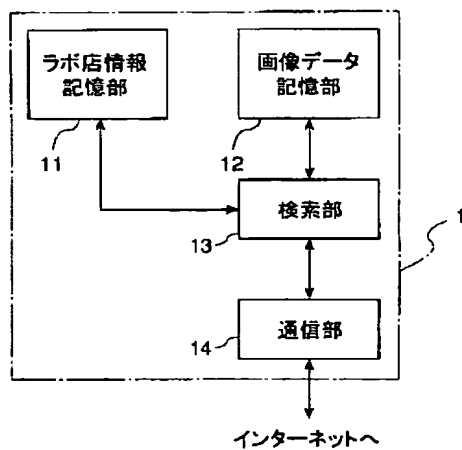 ラボ店情報
記憶部
11
画像データ
記憶部
12
検索部
13
1
通信部
14
インターネットへ